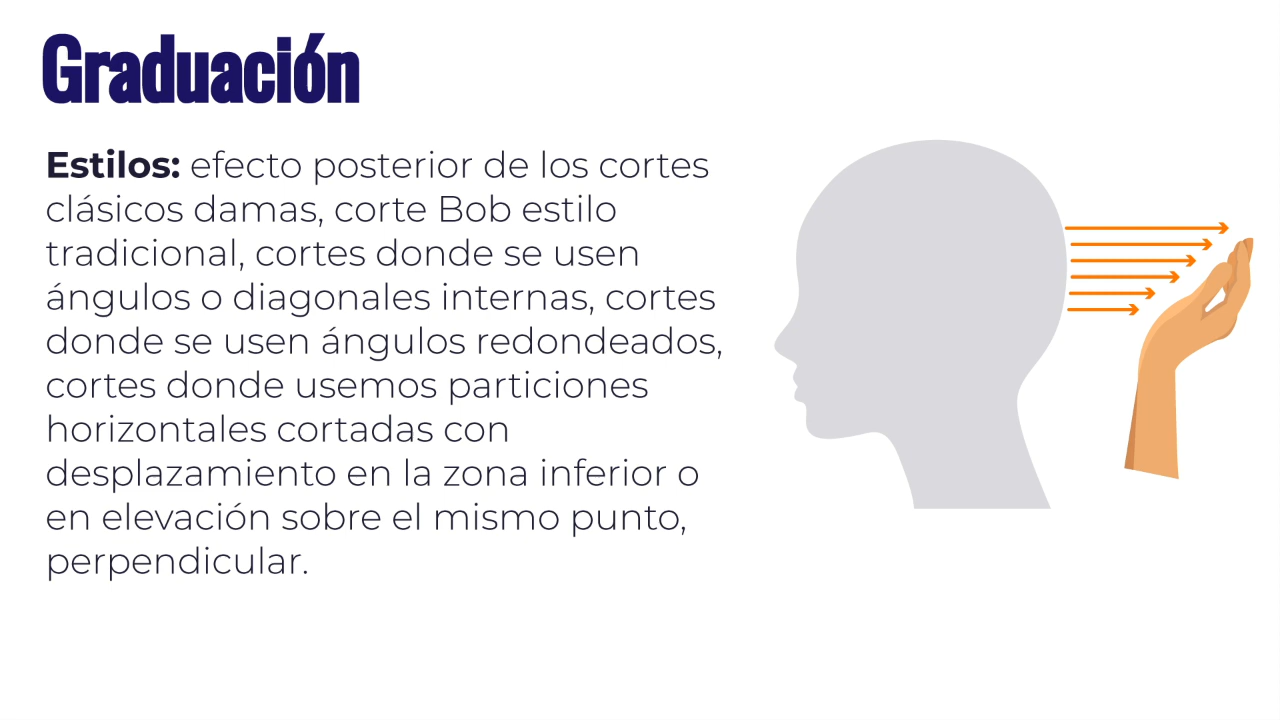 Graduación
Estilos: efecto posterior de los cortes
clásicos damas, corte Bob estilo
tradicional, cortes donde se usen
ángulos o diagonales internas, cortes
donde se usen ángulos redondeados,
cortes donde usemos particiones
horizontales cortadas con
desplazamiento en la zona inferior o
en elevación sobre el mismo punto,
perpendicular.